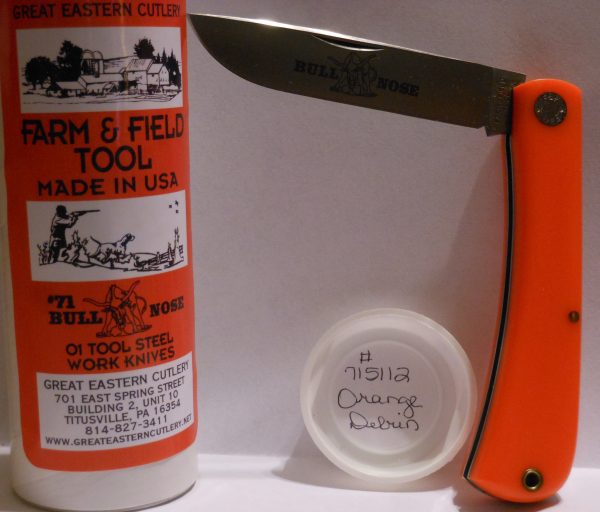 GREAT EASTERN CUTLERY
FARM & FIELD
TOOL
MADE IN USA
#71
BULL NOSE
01 TOOL STEEL
WORK KNIVES
GREAT EASTERN CUTLERY
701 EAST SPRING STREET
BUILDING 2, UNIT 10
TITUSVILLE, PA 16354
814-827-3411
WWW.GREATEASTERNCUTLERY.NET
BULL NOSE
#
715112
Orange
Delrin